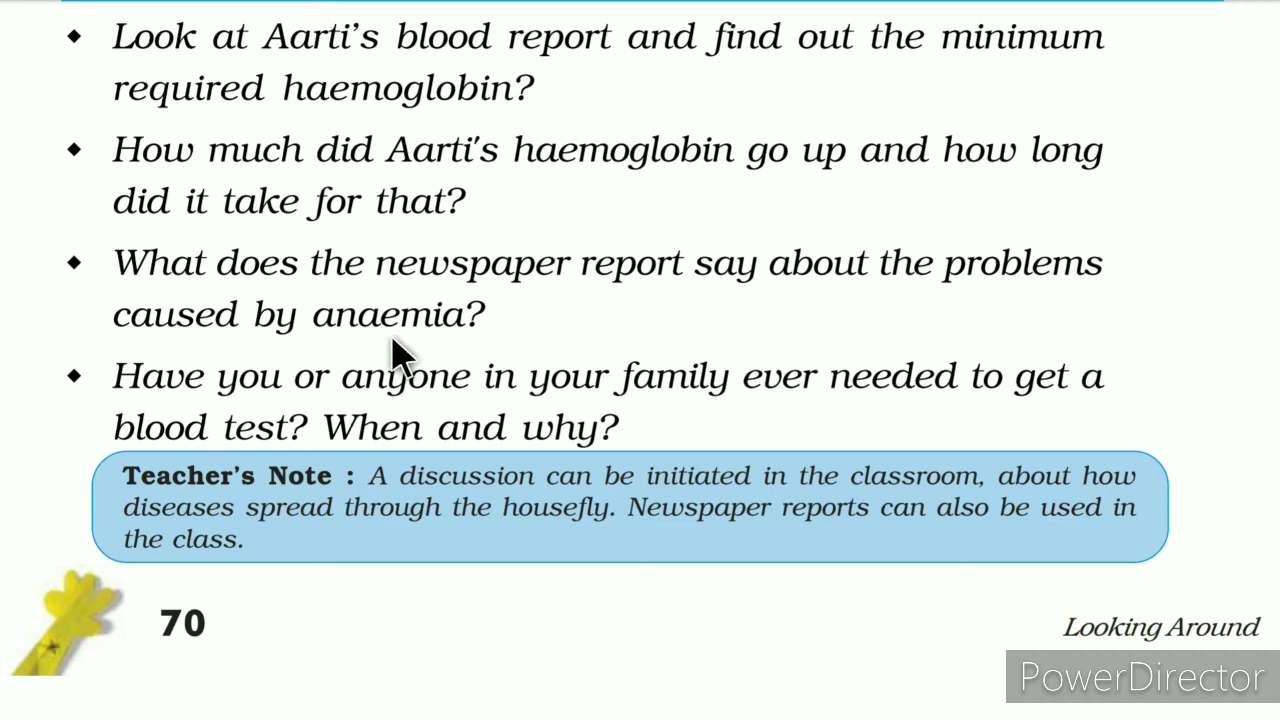 ◆ Look at Aarti’s blood report and find out the minimum
required haemoglobin?
◆ How much did Aarti's haemoglobin go up and how long
did it take for that?
◆ What does the newspaper report say about the problems
caused by anaemia?
◆ Have you or anyone in your family ever needed to get a
blood test? When and why?
Teacher’s Note : A discussion can be initiated in the classroom, about how
diseases spread through the housefly. Newspaper reports can also be used in
the class.
70
Looking Around
PowerDirector